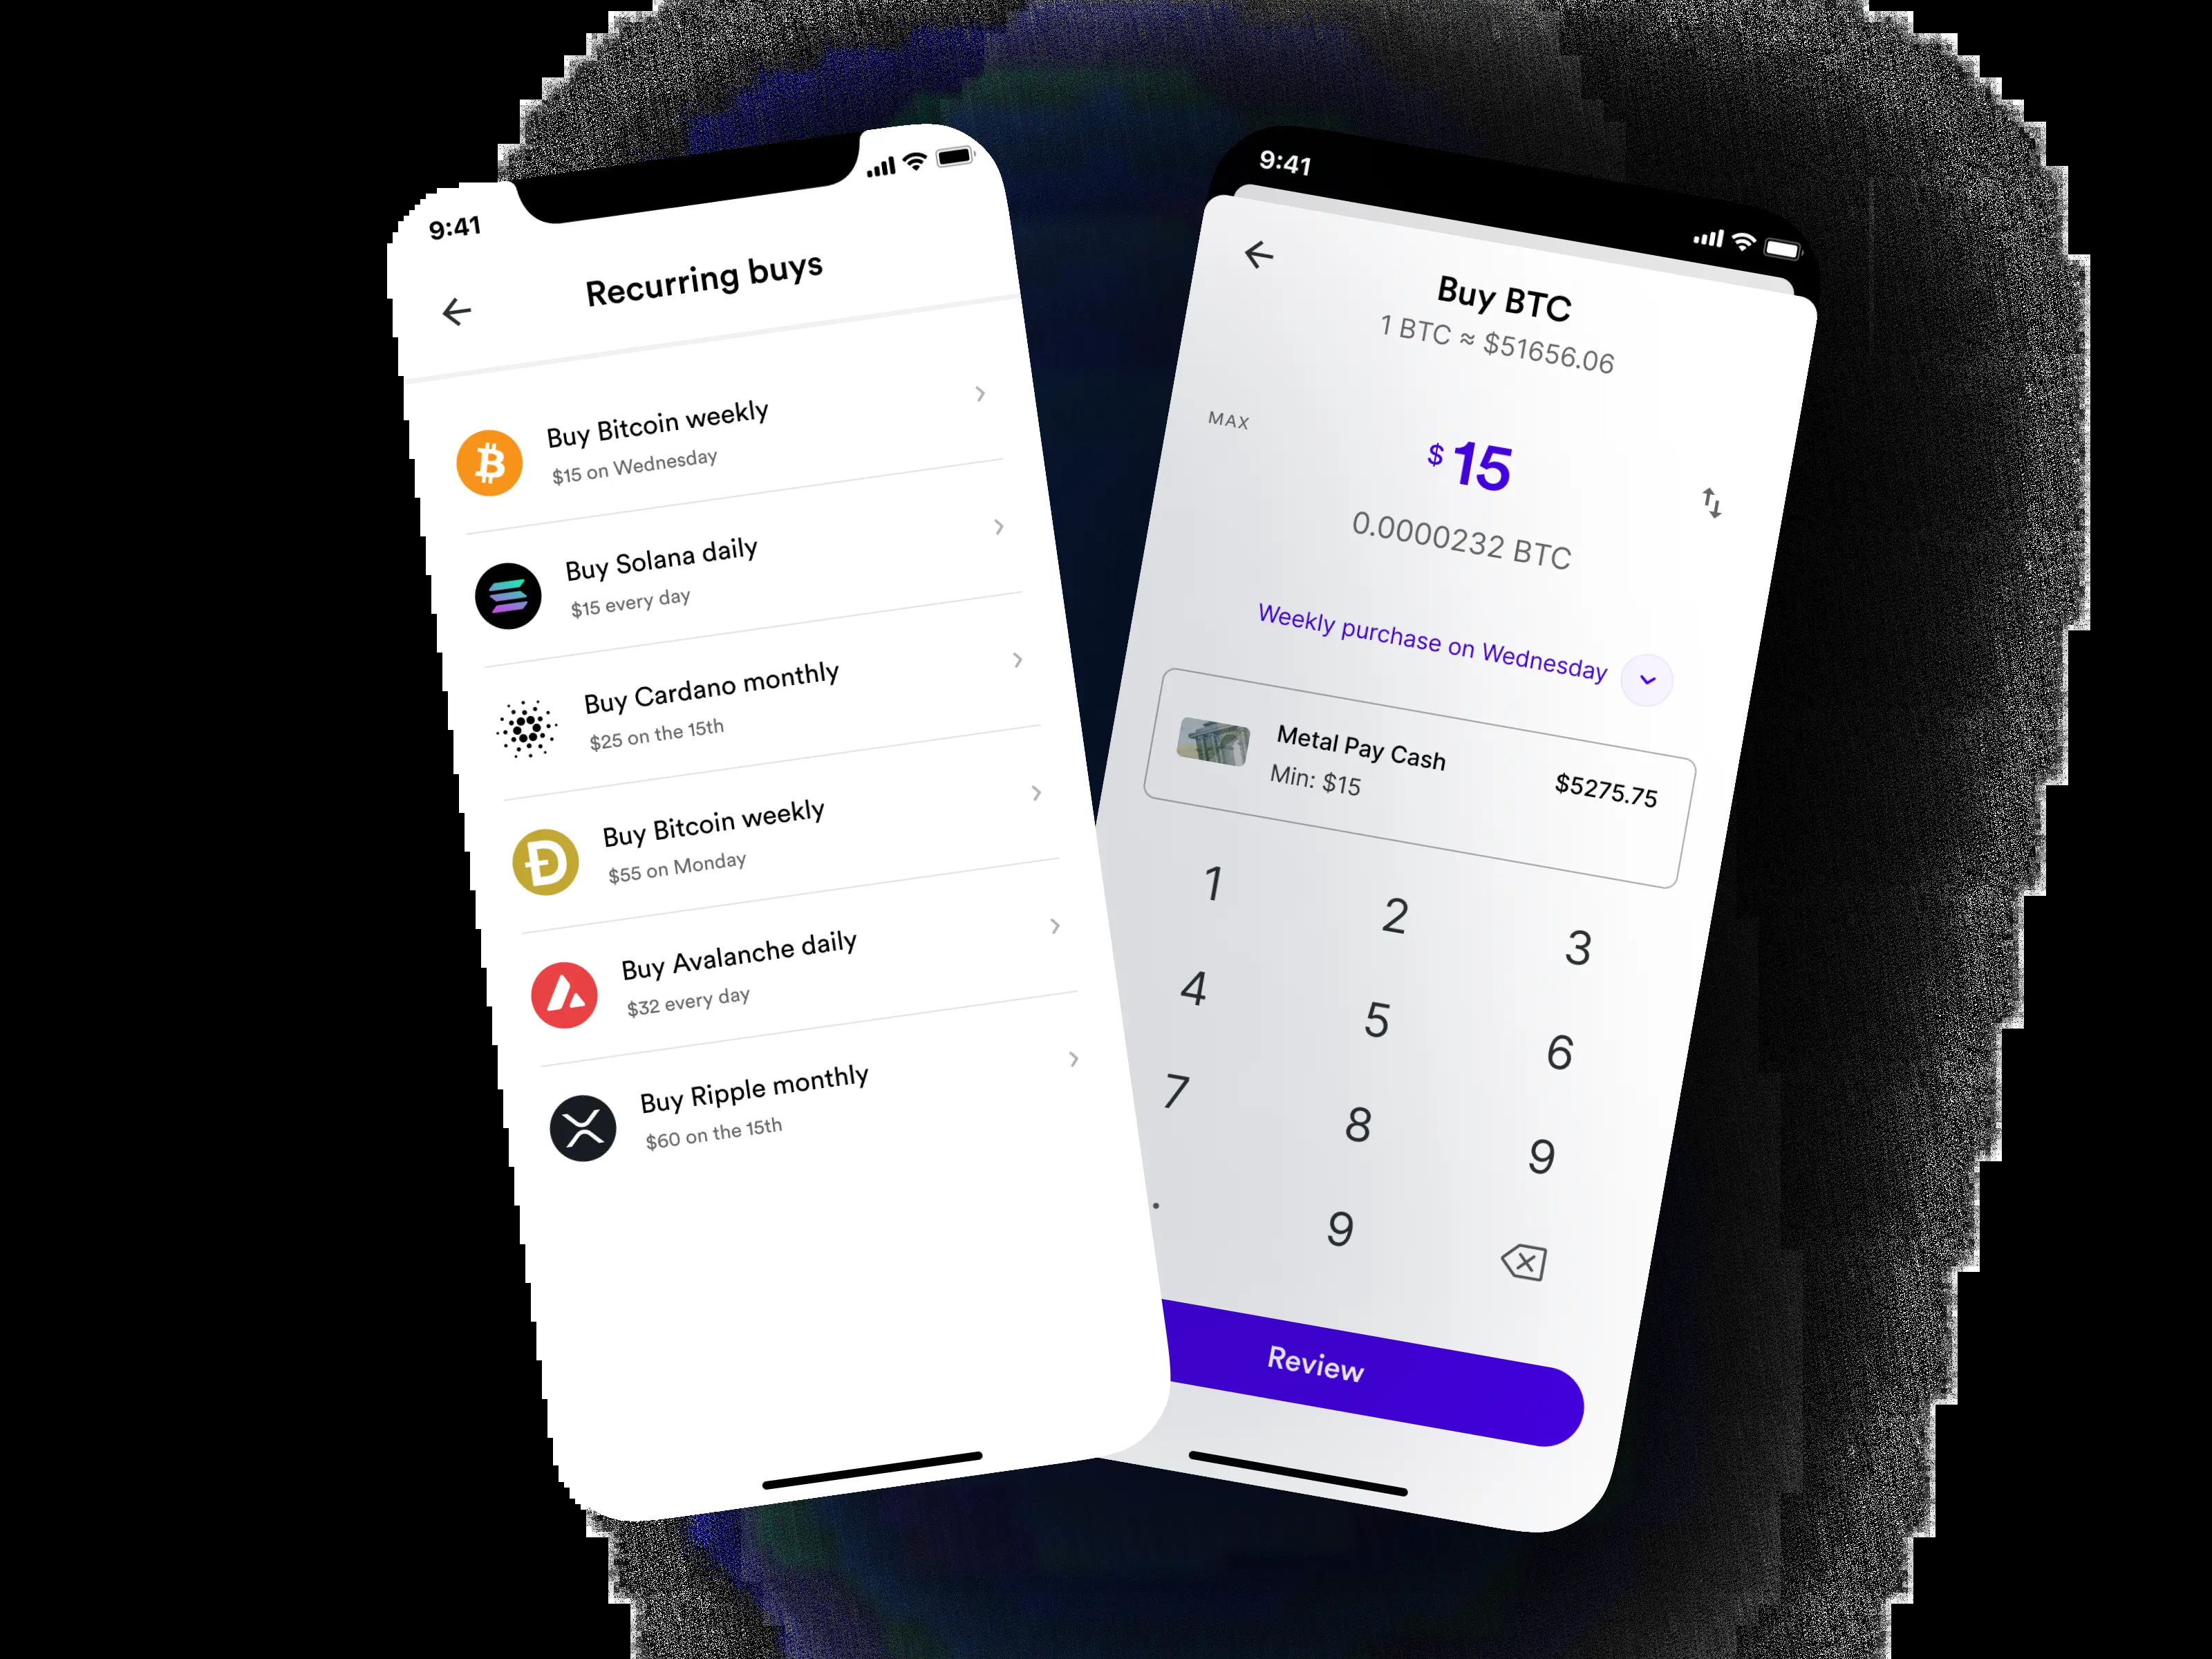 9:41
Recurring buys
Buy Bitcoin weekly
$15 on Wednesday
Buy Solana daily
$15 every day
Buy Cardano monthly
$25 on the 15th
Buy Bitcoin weekly
$55 on Monday
Buy Avalanche daily
$32 every day
Buy Ripple monthly
$60 on the 15th
9:41
Buy BTC
1 BTC ≈ $51656.06
MAX
$ 15
0.0000232 BTC
Weekly purchase on Wednesday
Metal Pay Cash
Min: $15
$5275.75
1 2 3
4 5 6
7 8 9
. 9
Review